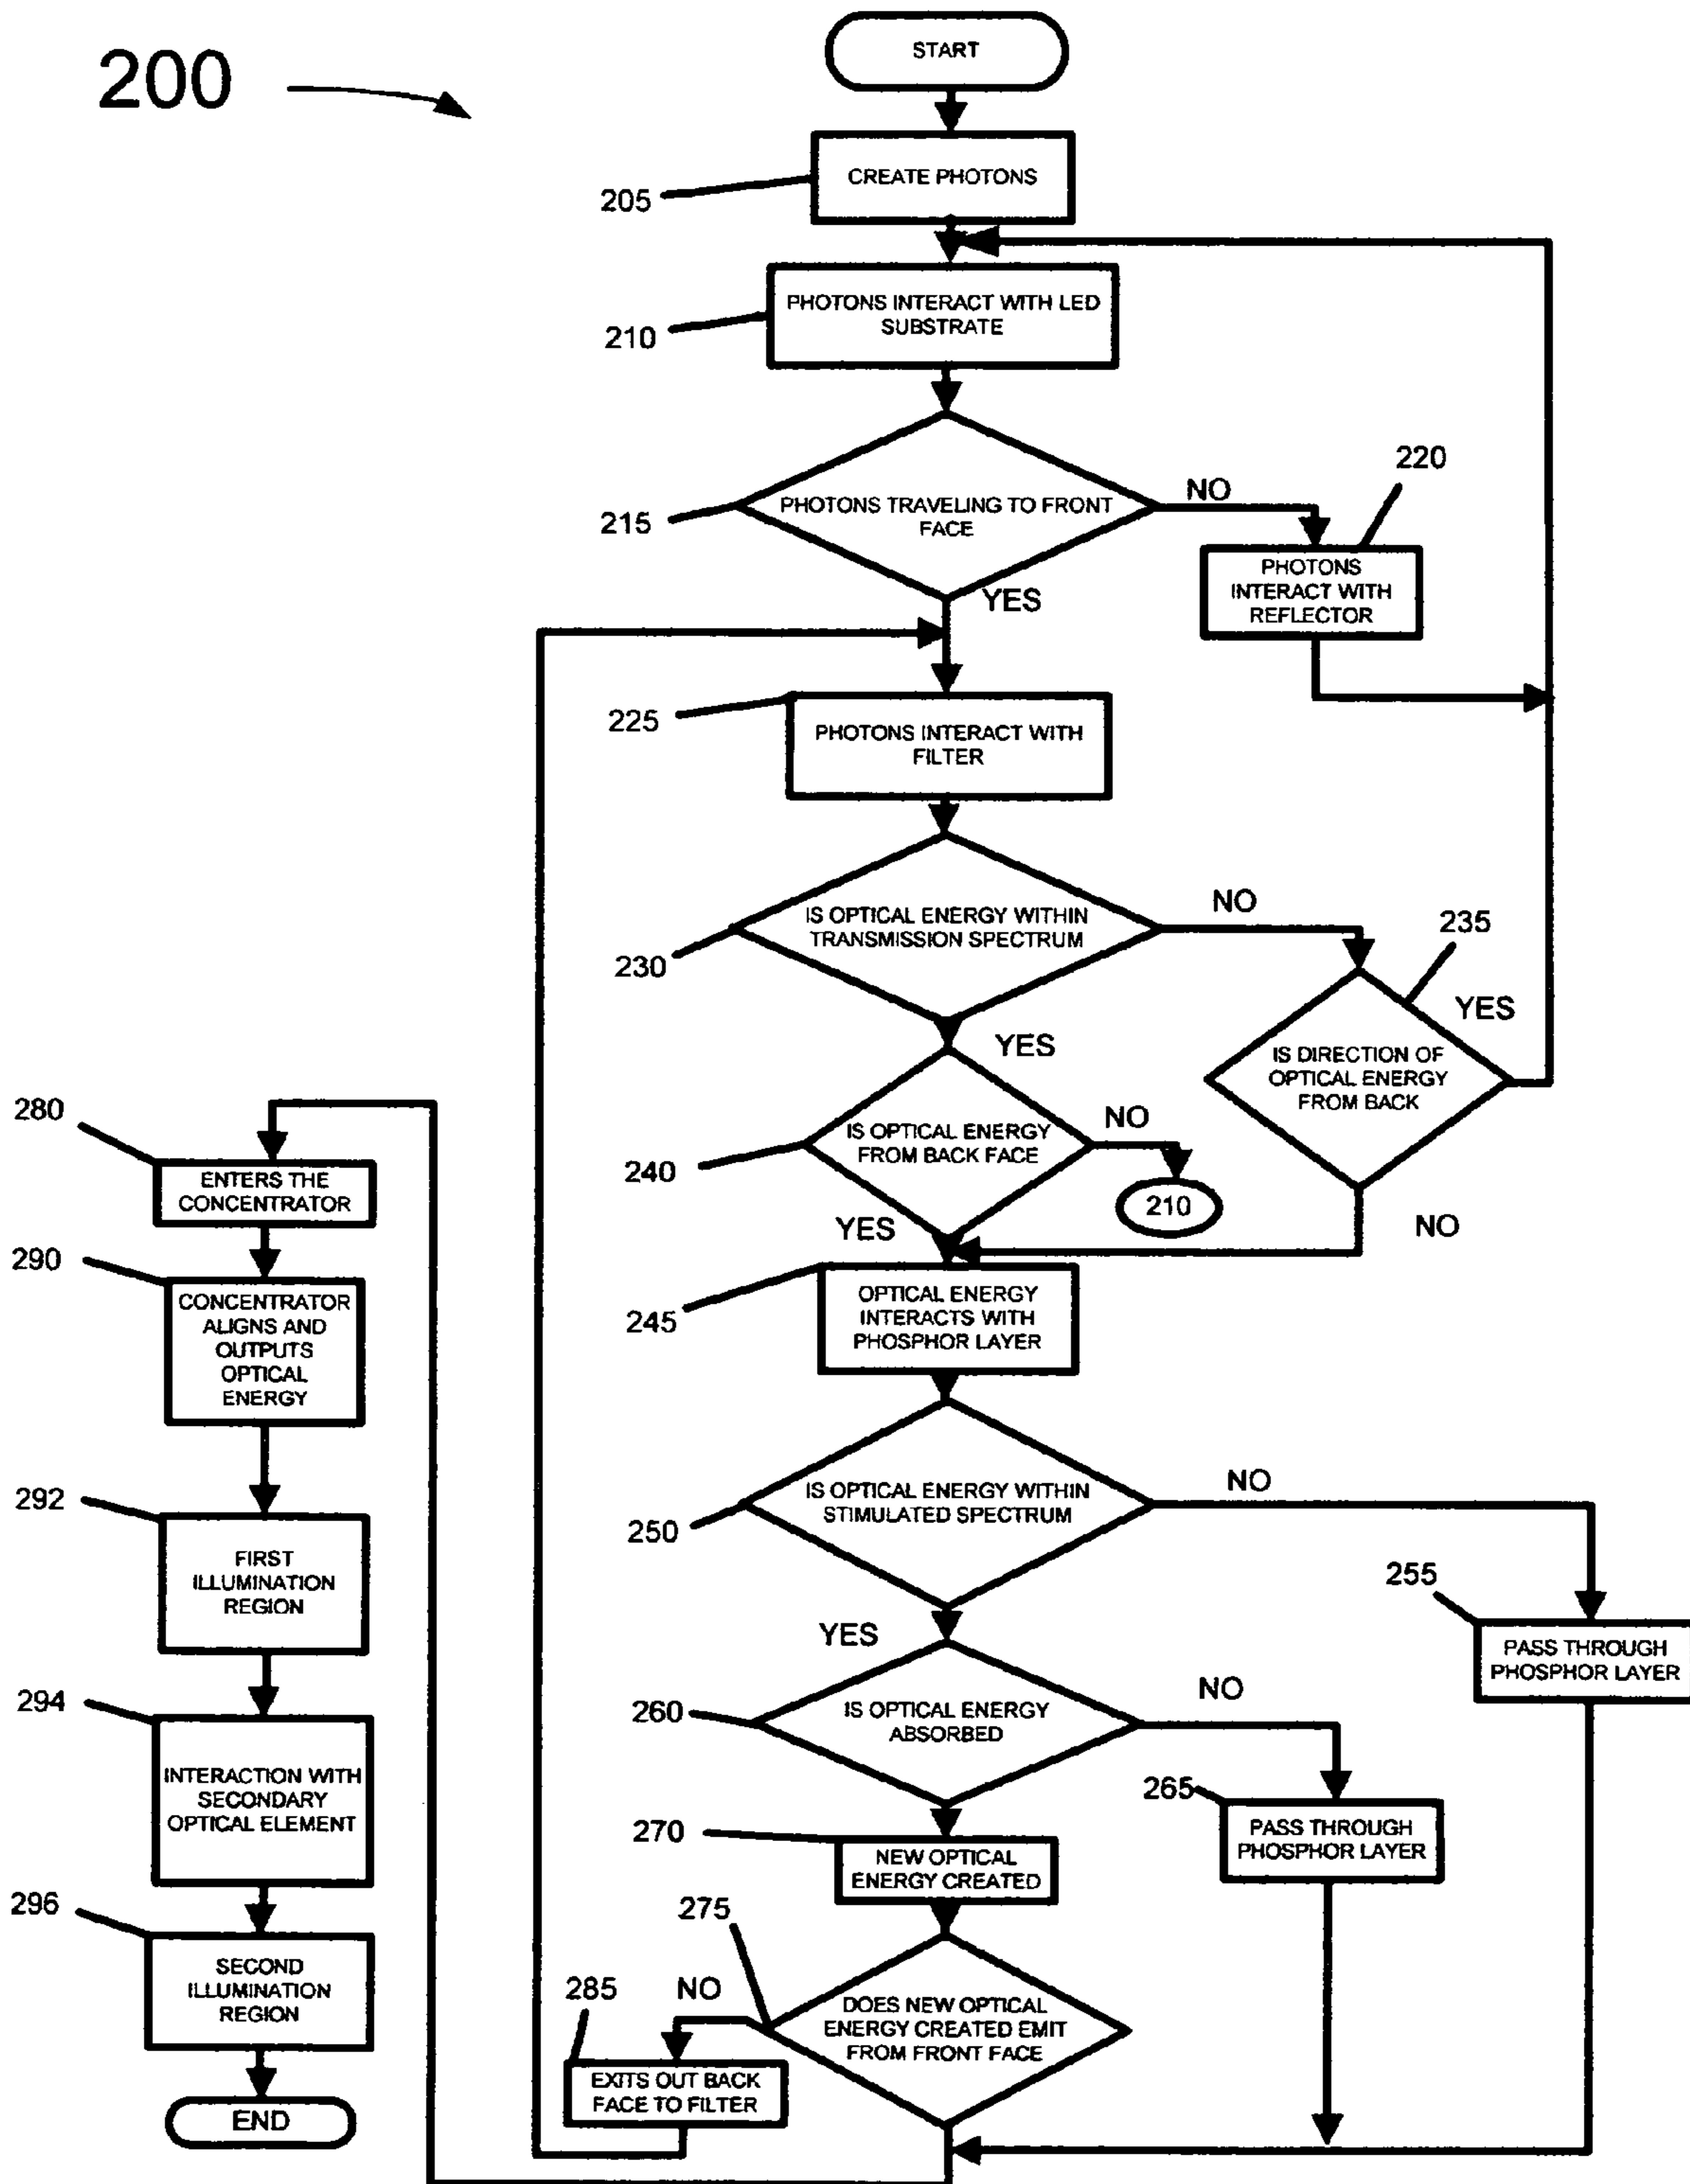 200
START
CREATE PHOTONS
205
PHOTONS INTERACT WITH LED
SUBSTRATE
210
PHOTONS TRAVELING TO FRONT
FACE
215
NO
220
PHOTONS
INTERACT WITH
REFLECTOR
YES
225
PHOTONS INTERACT WITH
FILTER
IS OPTICAL ENERGY WITHIN
TRANSMISSION SPECTRUM
230
NO
235
YES
IS DIRECTION OF
OPTICAL ENERGY
FROM BACK
YES
IS OPTICAL ENERGY
FROM BACK FACE
240
NO
210
YES
NO
OPTICAL ENERGY
INTERACTS WITH
PHOSPHOR LAYER
245
IS OPTICAL ENERGY WITHIN
STIMULATED SPECTRUM
250
NO
255
PASS THROUGH
PHOSPHOR LAYER
YES
IS OPTICAL ENERGY
ABSORBED
260
NO
265
PASS THROUGH
PHOSPHOR LAYER
270
NEW OPTICAL
ENERGY CREATED
275
DOES NEW OPTICAL
ENERGY CREATED EMIT
FROM FRONT FACE
NO
285
EXITS OUT BACK
FACE TO FILTER
280
ENTERS THE
CONCENTRATOR
290
CONCENTRATOR
ALIGNS AND
OUTPUTS
OPTICAL
ENERGY
292
FIRST
ILLUMINATION
REGION
294
INTERACTION WITH
SECONDARY
OPTICAL ELEMENT
296
SECOND
ILLUMINATION
REGION
END